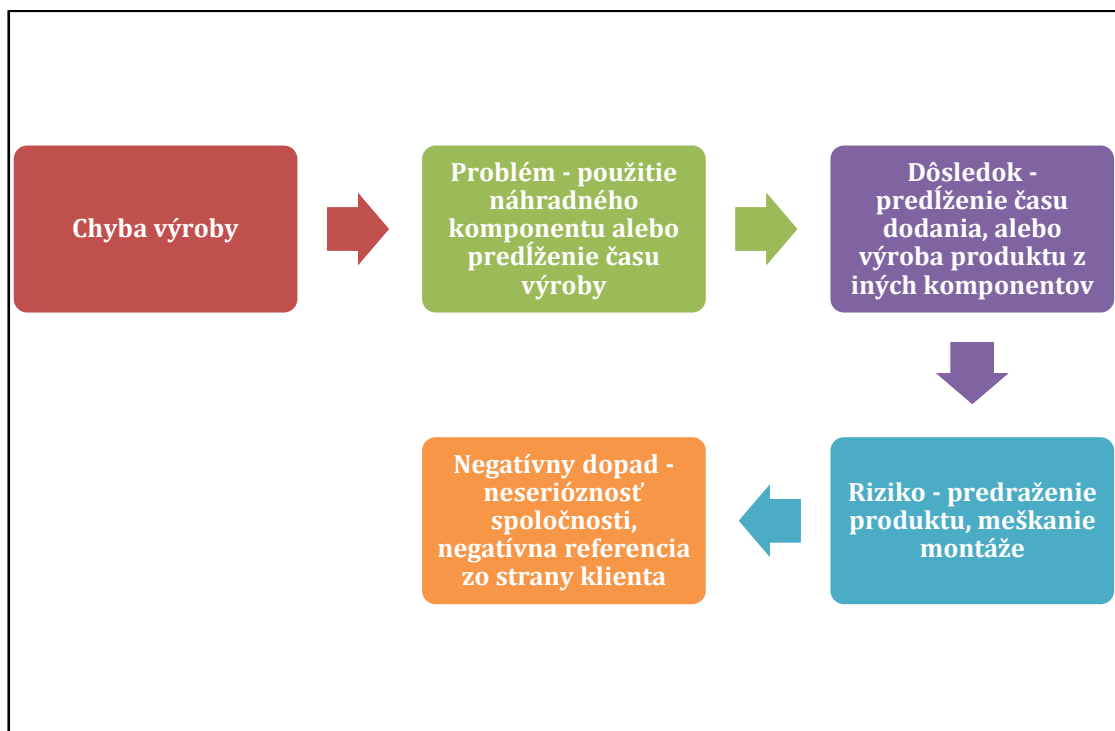 Chyba výroby
Problém - použitie
náhradného
komponentu alebo
predĺženie času
výroby
Dôsledok -
predĺženie času
dodania, alebo
výroba produktu z
iných komponentov
Riziko - predraženie
produktu, meškanie
montáže
Negatívny dopad -
neserióznosť
spoločnosti,
negatívna referencia
zo strany klienta